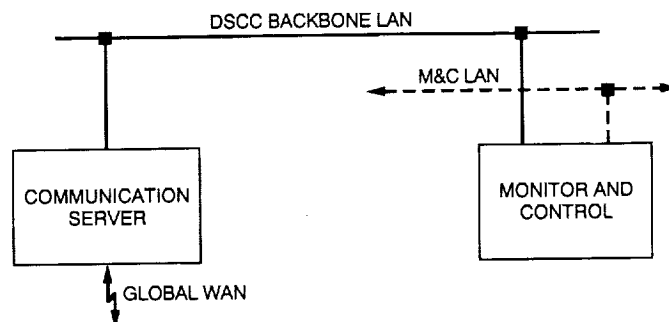 DSCC BACKBONE LAN
M&C LAN
COMMUNICATION
SERVER
MONITOR AND
CONTROL
GLOBAL WAN